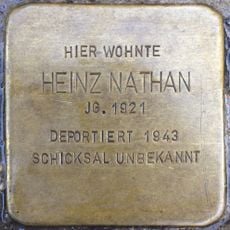 HIER WOHNTE
HEINZ NATHAN
JG. 1921
DEPORTIERT 1943
SCHICKSAL UNBEKANNT